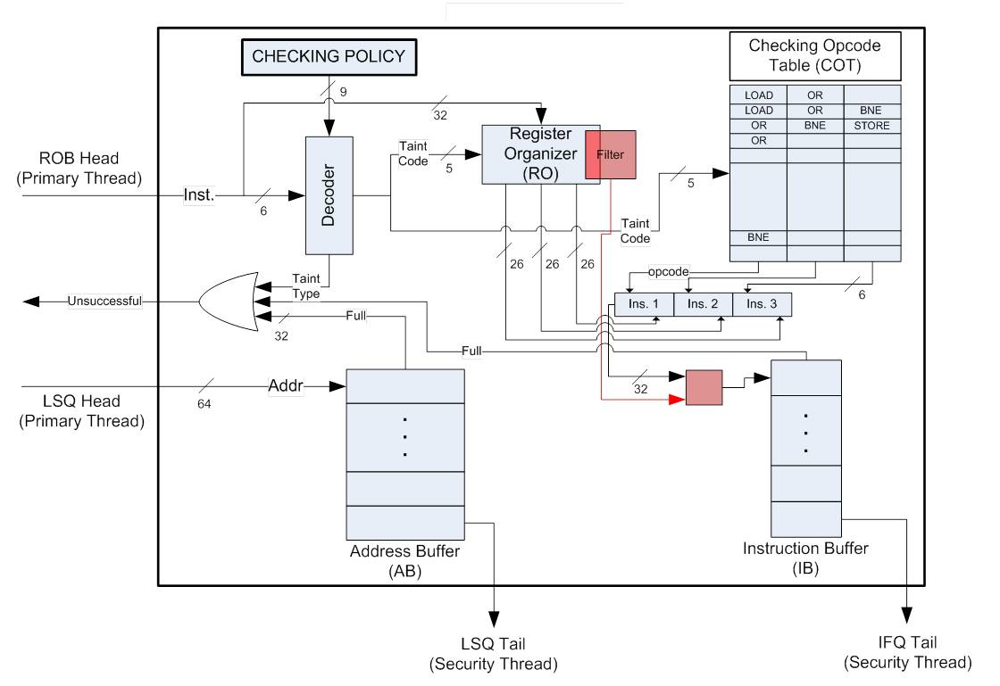 CHECKING POLICY
Checking Opcode
Table (COT)
9
32
LOAD OR
LOAD OR BNE
OR BNE STORE
OR
BNE
ROB Head
(Primary Thread)
Inst.
6
Decoder
Taint
Code
5
Register
Organizer
(RO)
Filter
5
Taint
Code
26
26
26
opcode
6
Ins. 1
Ins. 2
Ins. 3
Unsuccessful
Taint
Type
Full
32
Full
32
LSQ Head
(Primary Thread)
64
Addr
Address Buffer
(AB)
Instruction Buffer
(IB)
LSQ Tail
(Security Thread)
IFQ Tail
(Security Thread)